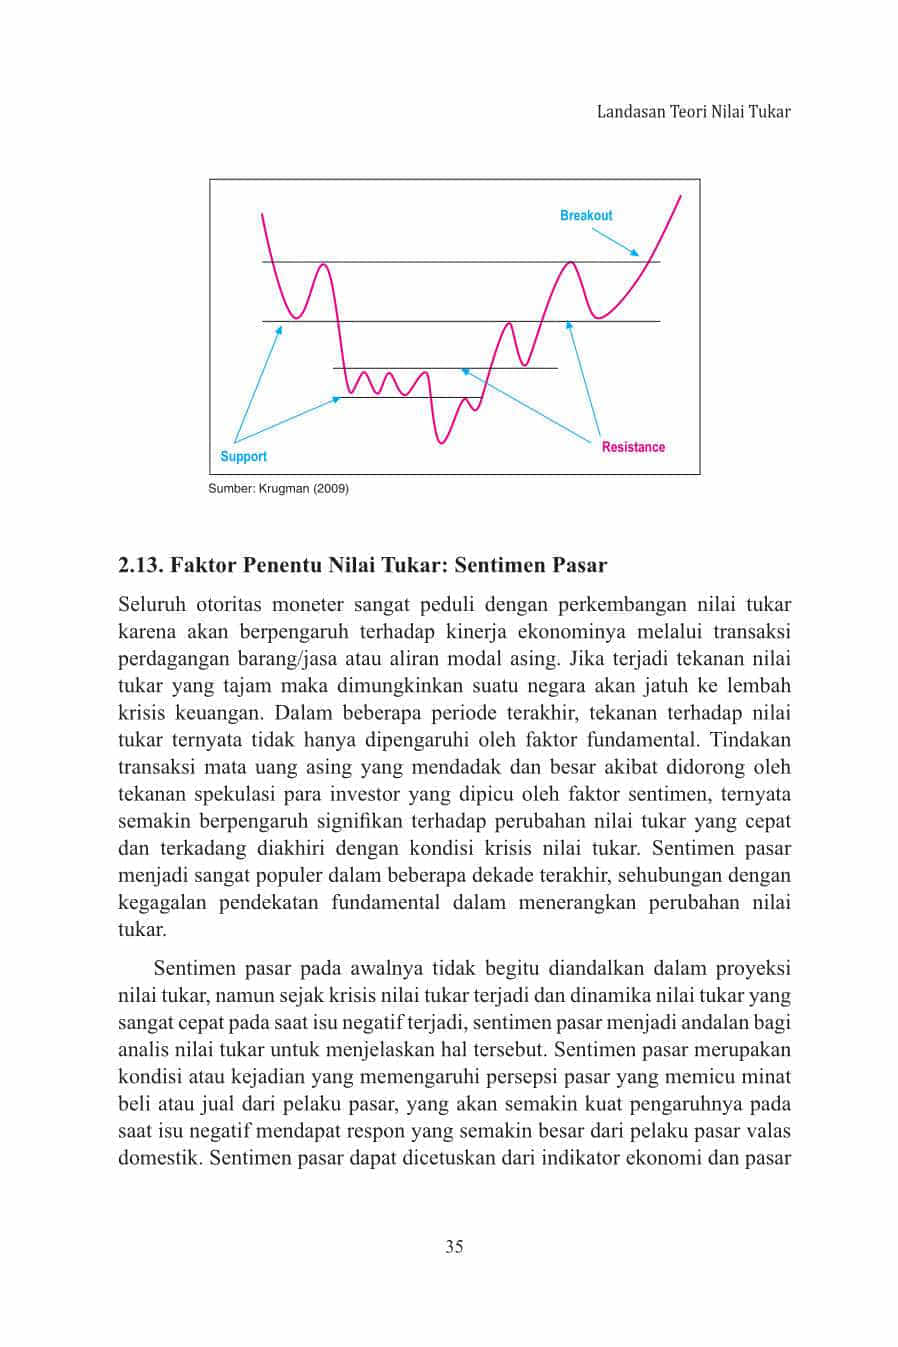 Landasan Teori Nilai Tukar
Breakout
Resistance
Support
Sumber: Krugman (2009)
2.13. Faktor Penentu Nilai Tukar: Sentimen Pasar
Seluruh otoritas moneter sangat peduli dengan perkembangan nilai tukar
karena akan berpengaruh terhadap kinerja ekonominya melalui transaksi
perdagangan barang/jasa atau aliran modal asing. Jika terjadi tekanan nilai
tukar yang tajam maka dimungkinkan suatu negara akan jatuh ke lembah
krisis keuangan. Dalam beberapa periode terakhir, tekanan terhadap nilai
tukar ternyata tidak hanya dipengaruhi oleh faktor fundamental. Tindakan
transaksi mata uang asing yang mendadak dan besar akibat didorong oleh
tekanan spekulasi para investor yang dipicu oleh faktor sentimen, ternyata
semakin berpengaruh signifikan terhadap perubahan nilai tukar yang cepat
dan terkadang diakhiri dengan kondisi krisis nilai tukar. Sentimen pasar
menjadi sangat populer dalam beberapa dekade terakhir, sehubungan dengan
kegagalan pendekatan fundamental dalam menerangkan perubahan nilai
tukar.
Sentimen pasar pada awalnya tidak begitu diandalkan dalam proyeksi
nilai tukar, namun sejak krisis nilai tukar terjadi dan dinamika nilai tukar yang
sangat cepat pada saat isu negatif terjadi, sentimen pasar menjadi andalan bagi
analis nilai tukar untuk menjelaskan hal tersebut. Sentimen pasar merupakan
kondisi atau kejadian yang memengaruhi persepsi pasar yang memicu minat
beli atau jual dari pelaku pasar, yang akan semakin kuat pengaruhnya pada
saat isu negatif mendapat respon yang semakin besar dari pelaku pasar valas
domestik. Sentimen pasar dapat dicetuskan dari indikator ekonomi dan pasar
35